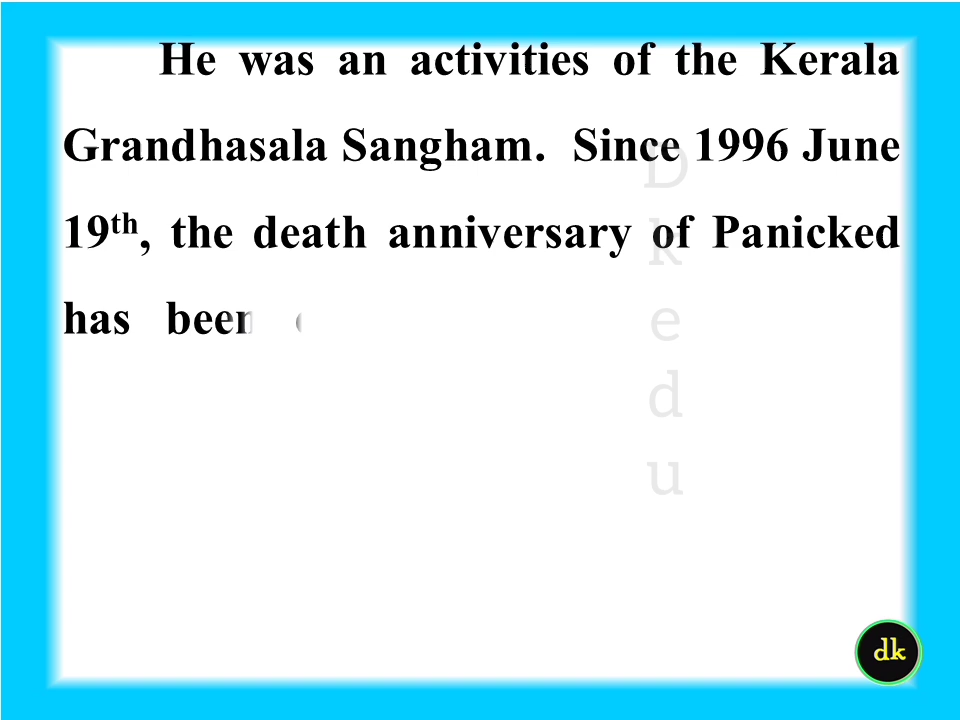 He was an activities of the Kerala
Grandhasala Sangham. Since 1996 June
19th, the death anniversary of Panicked
has been
D
k
e
d
u
dk